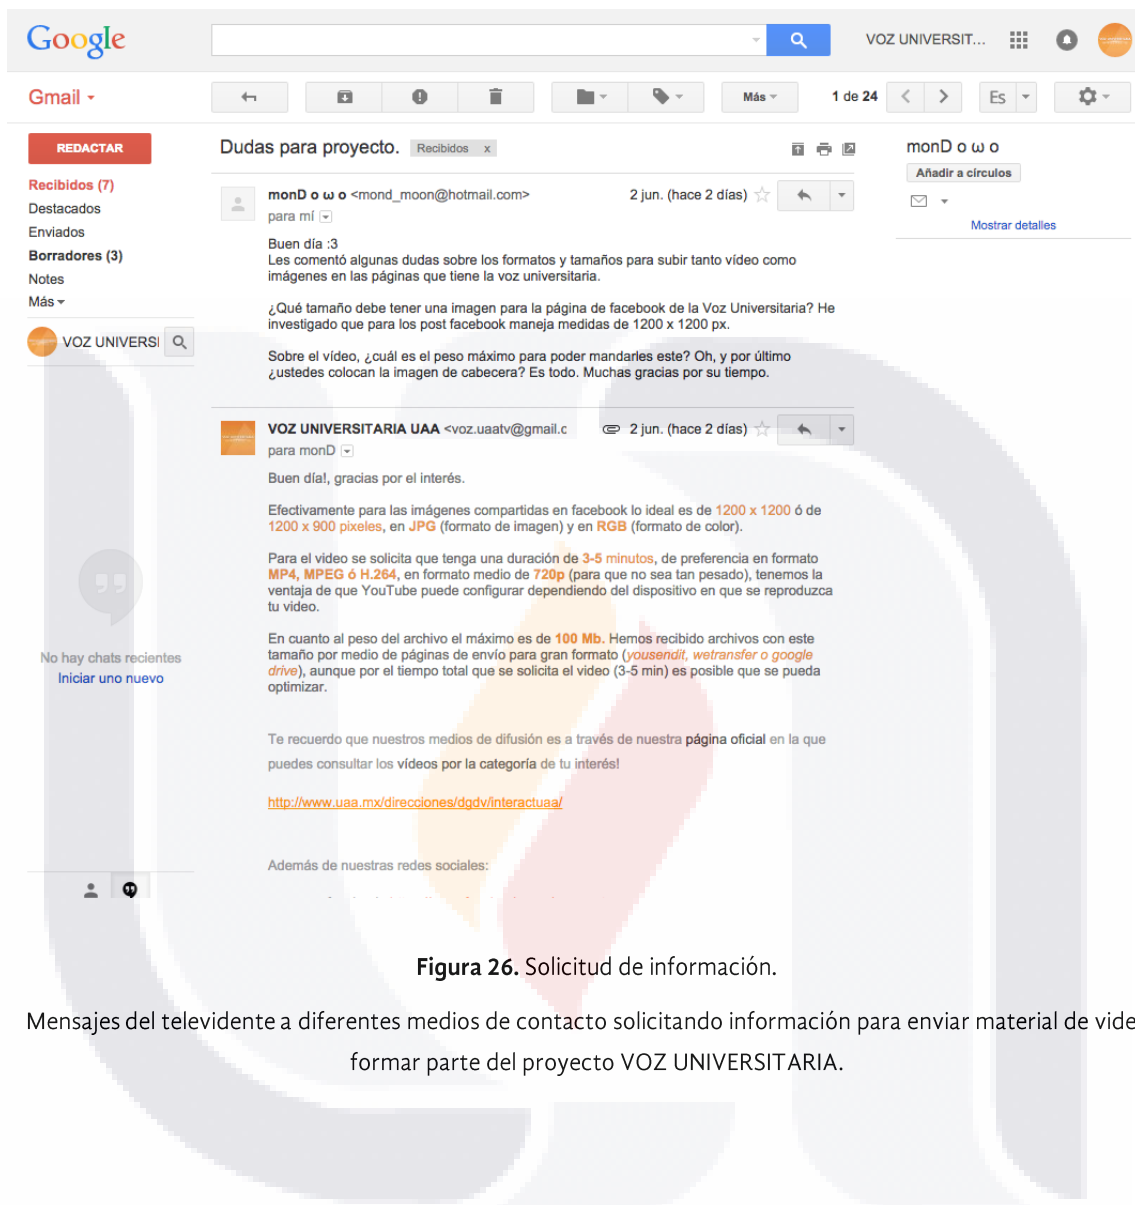 Google
VOZ UNIVERSIT...
Gmail
Más
1 de 24
Es
REDACTAR
Recibidos (7)
Destacados
Enviados
Borradores (3)
Notes
Más
VOZ UNIVERSI
No hay chats recientes
Iniciar uno nuevo
Dudas para proyecto. Recibidos x
monD o ω o <mond_moon@hotmail.com> 2 jun. (hace 2 días)
para mí
Buen día :3
Les comentó algunas dudas sobre los formatos y tamaños para subir tanto vídeo como
imágenes en las páginas que tiene la voz universitaria.
¿Qué tamaño debe tener una imagen para la página de facebook de la Voz Universitaria? He
investigado que para los post facebook maneja medidas de 1200 x 1200 px.
Sobre el vídeo, ¿cuál es el peso máximo para poder mandarles este? Oh, y por último
¿ustedes colocan la imagen de cabecera? Es todo. Muchas gracias por su tiempo.
VOZ UNIVERSITARIA UAA <voz.uaatv@gmail.c 2 jun. (hace 2 días)
para monD
Buen día!, gracias por el interés.
Efectivamente para las imágenes compartidas en facebook lo ideal es de 1200 x 1200 ó de
1200 x 900 pixeles, en JPG (formato de imagen) y en RGB (formato de color).
Para el video se solicita que tenga una duración de 3-5 minutos, de preferencia en formato
MP4, MPEG ó H.264, en formato medio de 720p (para que no sea tan pesado), tenemos la
ventaja de que YouTube puede configurar dependiendo del dispositivo en que se reproduzca
tu video.
En cuanto al peso del archivo el máximo es de 100 Mb. Hemos recibido archivos con este
tamaño por medio de páginas de envío para gran formato (yousendit, wetransfer o google
drive), aunque por el tiempo total que se solicita el video (3-5 min) es posible que se pueda
optimizar.
Te recuerdo que nuestros medios de difusión es a través de nuestra página oficial en la que
puedes consultar los vídeos por la categoría de tu interés!
http://www.uaa.mx/direcciones/dgdv/interactuaa/
Además de nuestras redes sociales:
monD o ω o
Añadir a círculos
Mostrar detalles
Figura 26. Solicitud de información.
Mensajes del televidente a diferentes medios de contacto solicitando información para enviar material de vide
formar parte del proyecto VOZ UNIVERSITARIA.